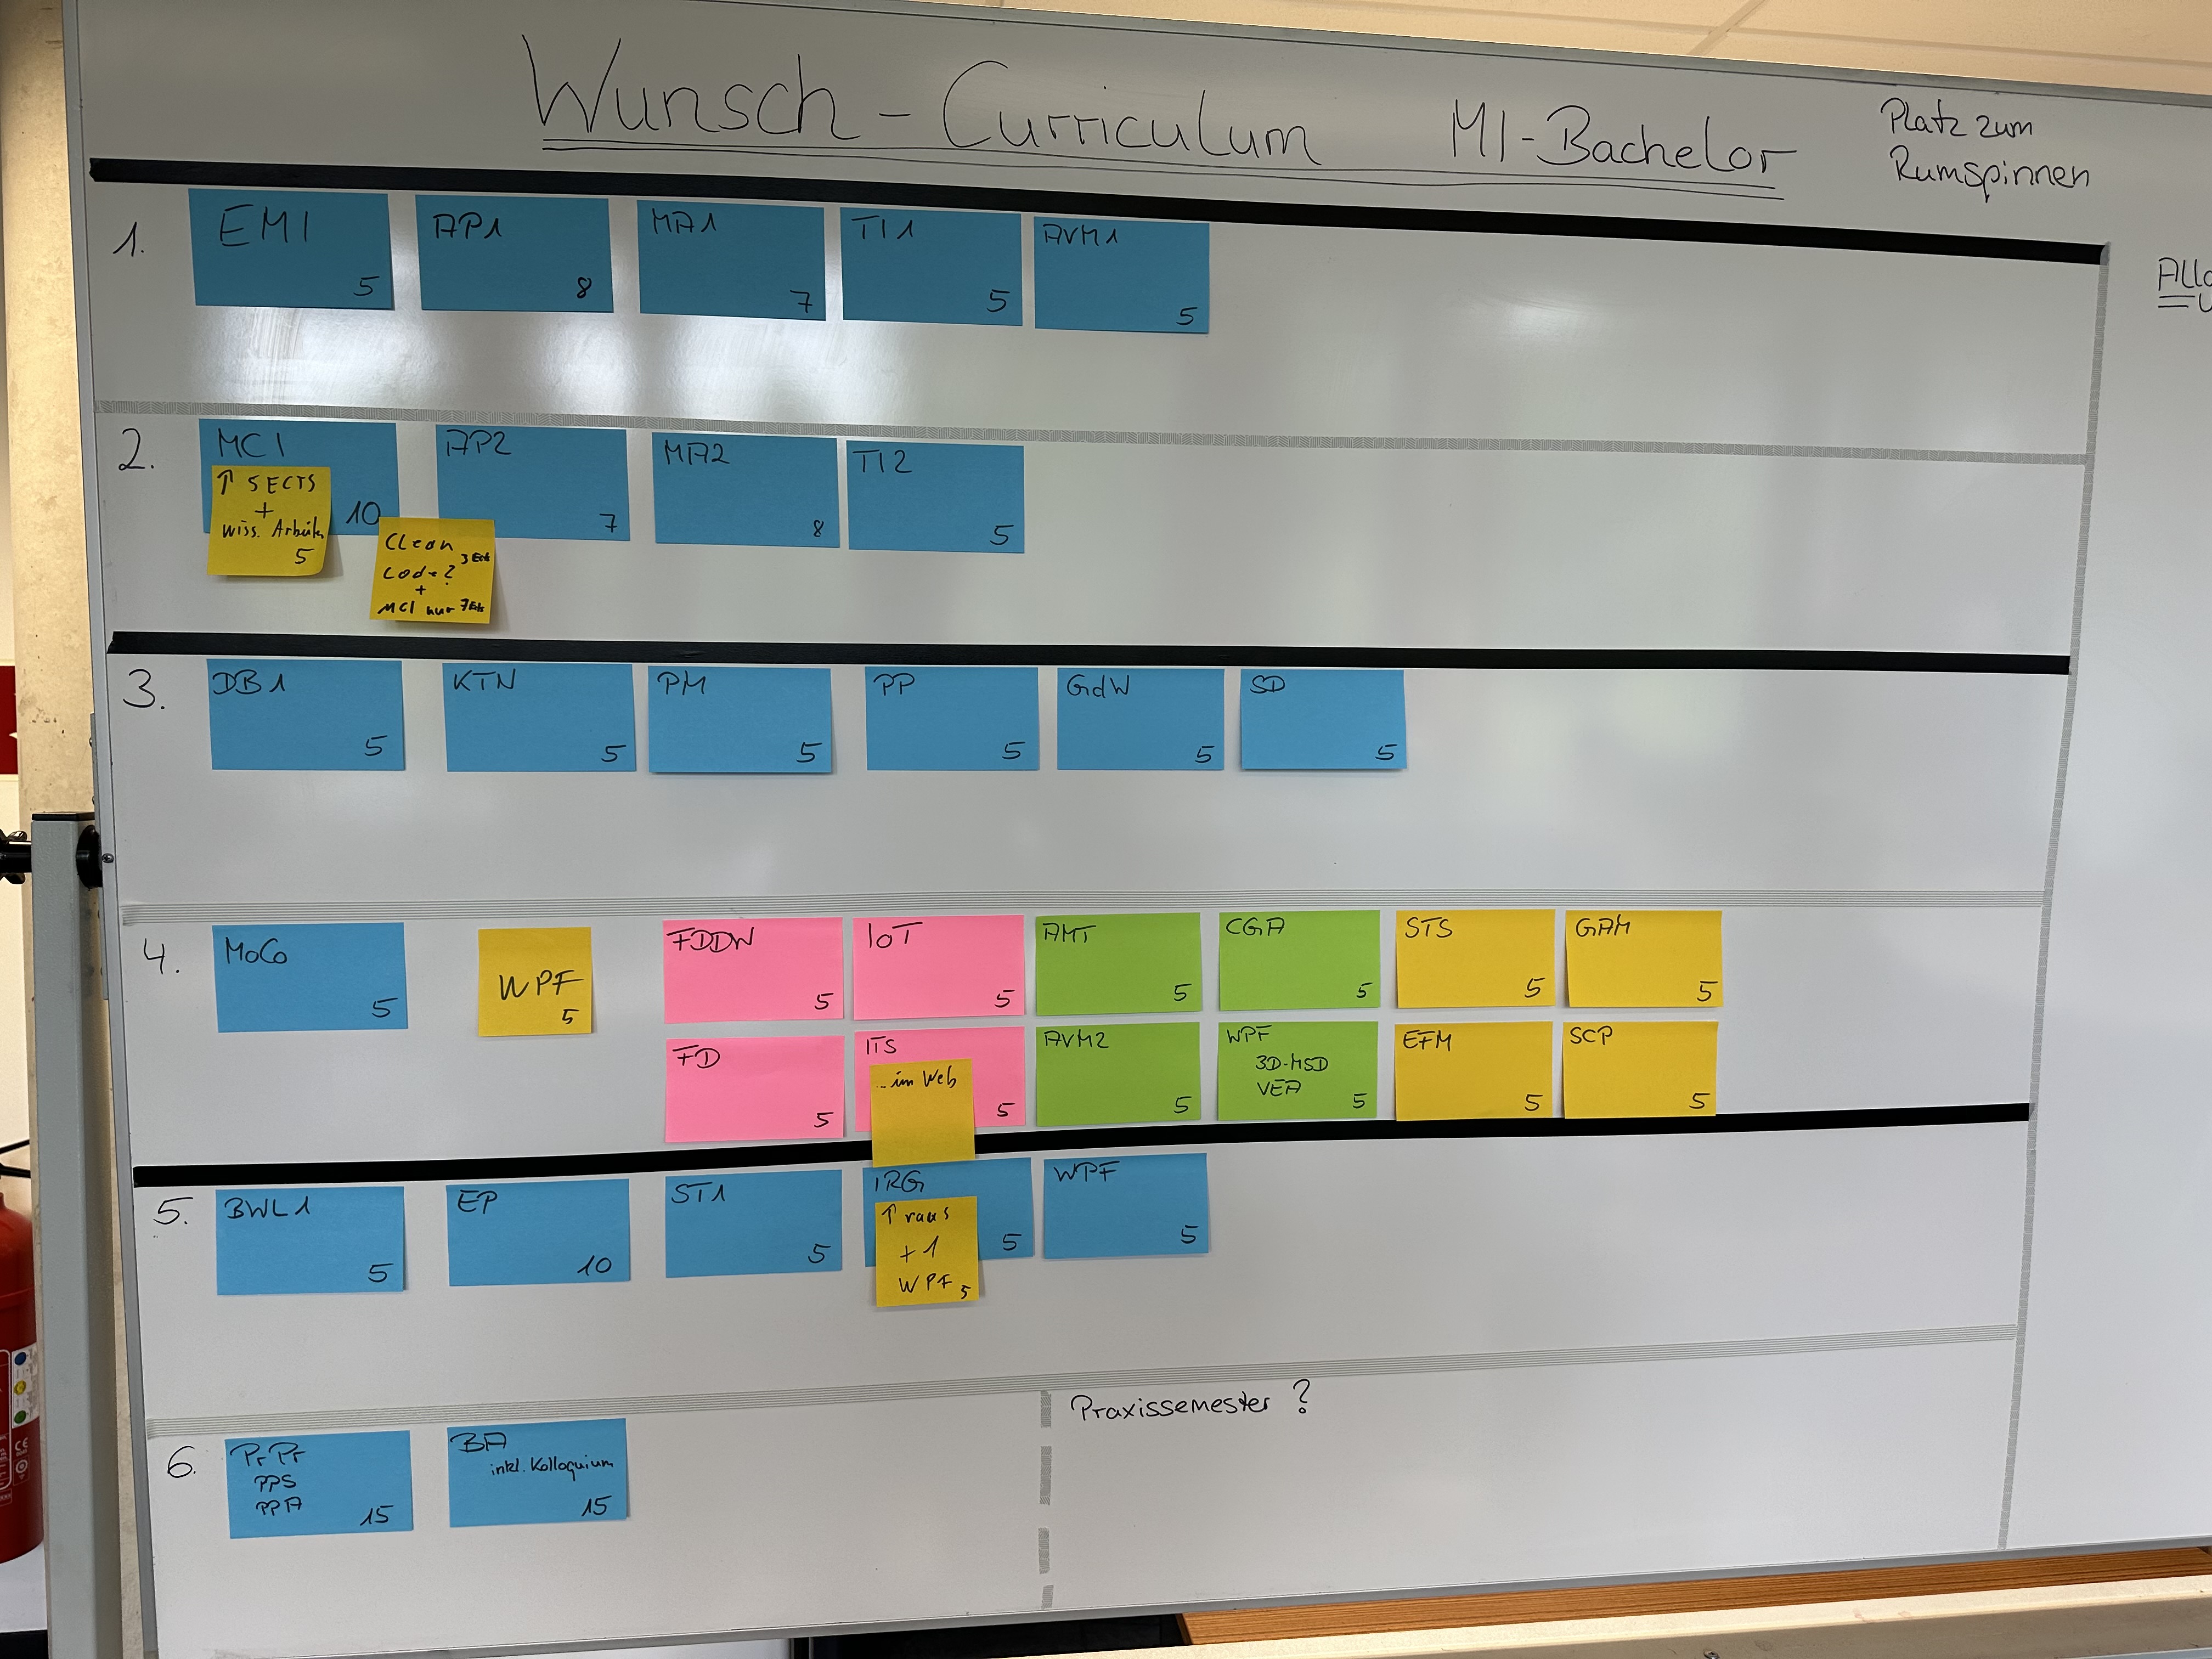 Wunsch - Curriculum MI-Bachelor
Platz zum
Rumspinnen
1.
EMI
5
AP1
8
MA1
7
TI1
5
AVM1
5
2.
MCI
10
↑ 5 ECTS
+
wiss. Arbeiten
5
Clean 3 Ects
Code?
+
MCI nur 7 Ects
AP2
7
MA2
8
TI2
5
3.
DB1
5
KTN
5
PM
5
PP
5
GdW
5
SD
5
4.
MoCo
5
WPF
5
FDDW
5
IoT
5
AMT
5
CGA
5
STS
5
GAM
5
FD
5
ITS
5
...im Web
AVM2
5
WPF
3D-MSD
VEA
5
EFM
5
SCP
5
5.
BWL1
5
EP
10
ST1
5
IRG
5
↑ raus
+ 1
WPF 5
WPF
5
6.
PrPr
PPS
PPA
15
BA
inkl. Kolloquium
15
Praxissemester ?